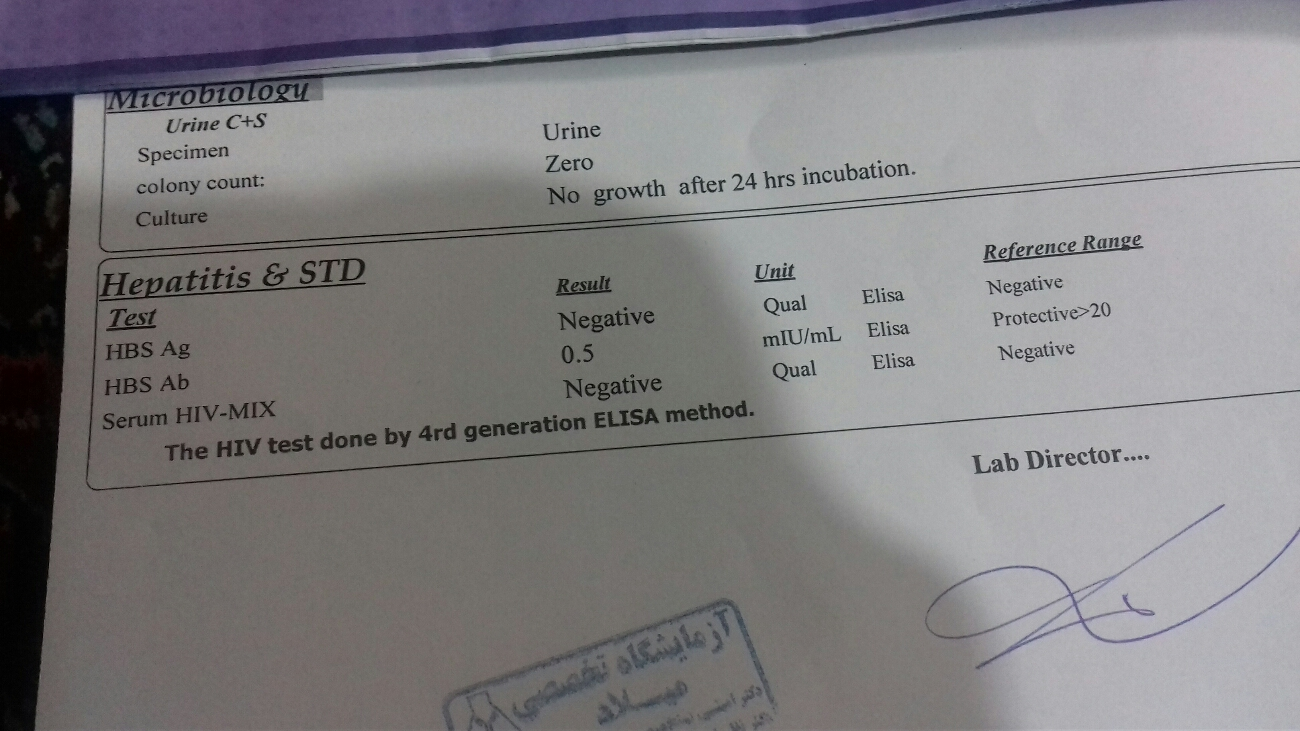 Microbiology
Urine C+S
Specimen Urine
colony count: Zero
Culture No growth after 24 hrs incubation.
Hepatitis & STD
Test Result Unit Reference Range
HBS Ag Negative Qual Elisa Negative
HBS Ab 0.5 mIU/mL Elisa Protective>20
Serum HIV-MIX Negative Qual Elisa Negative
The HIV test done by 4rd generation ELISA method.
Lab Director....
آزمایشگاه تخصصی
میلاد